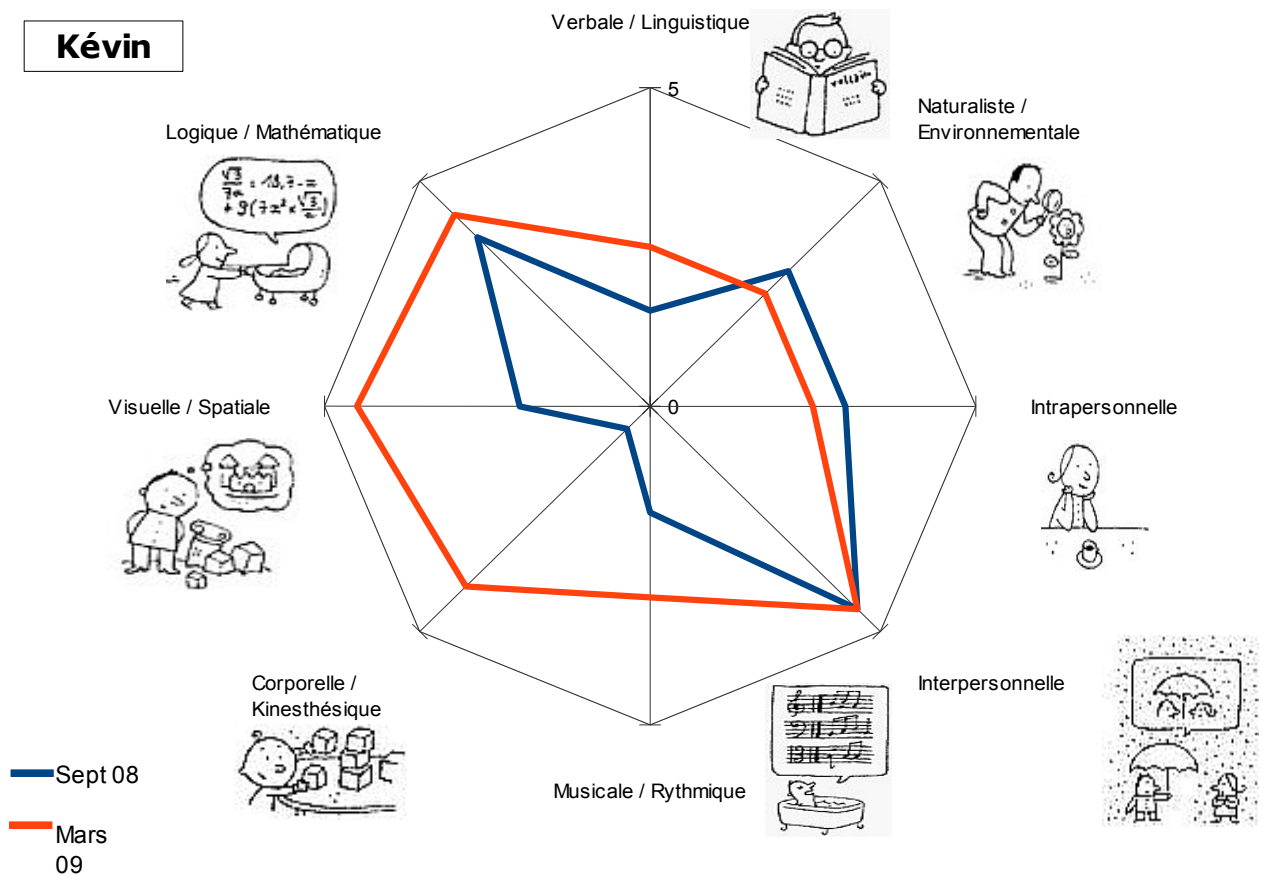 Kévin
Verbale / Linguistique
Naturaliste /
Environnementale
Logique / Mathématique
5
0
Visuelle / Spatiale
Intrapersonnelle
Corporelle /
Kinesthésique
Interpersonnelle
Musicale / Rythmique
Sept 08
Mars
09